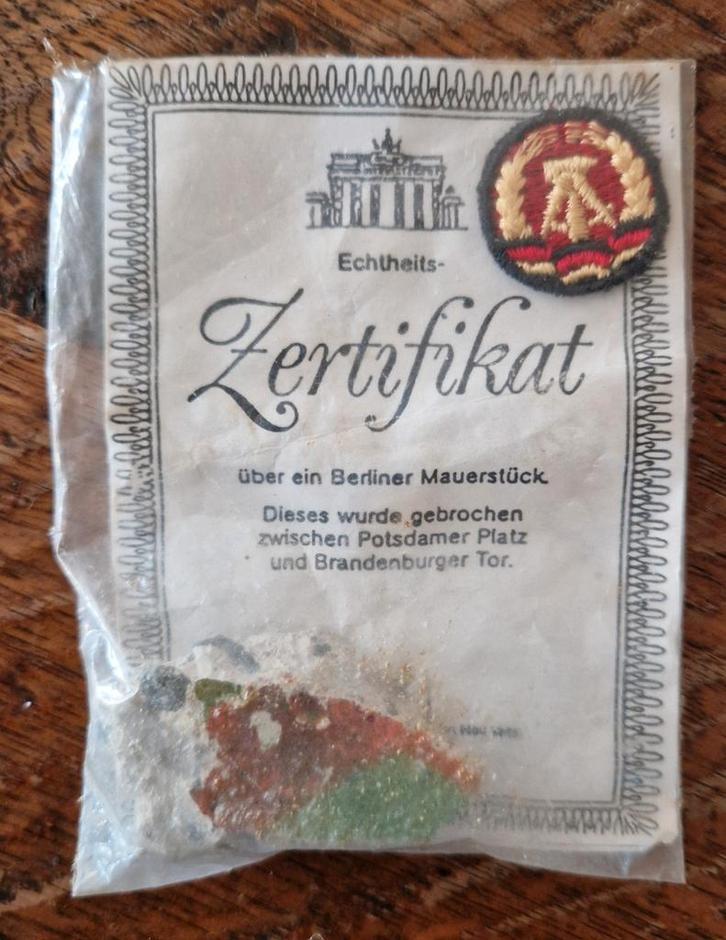 Echtheits-
Zertifikat
über ein Berliner Mauerstück.
Dieses wurde gebrochen
zwischen Potsdamer Platz
und Brandenburger Tor.